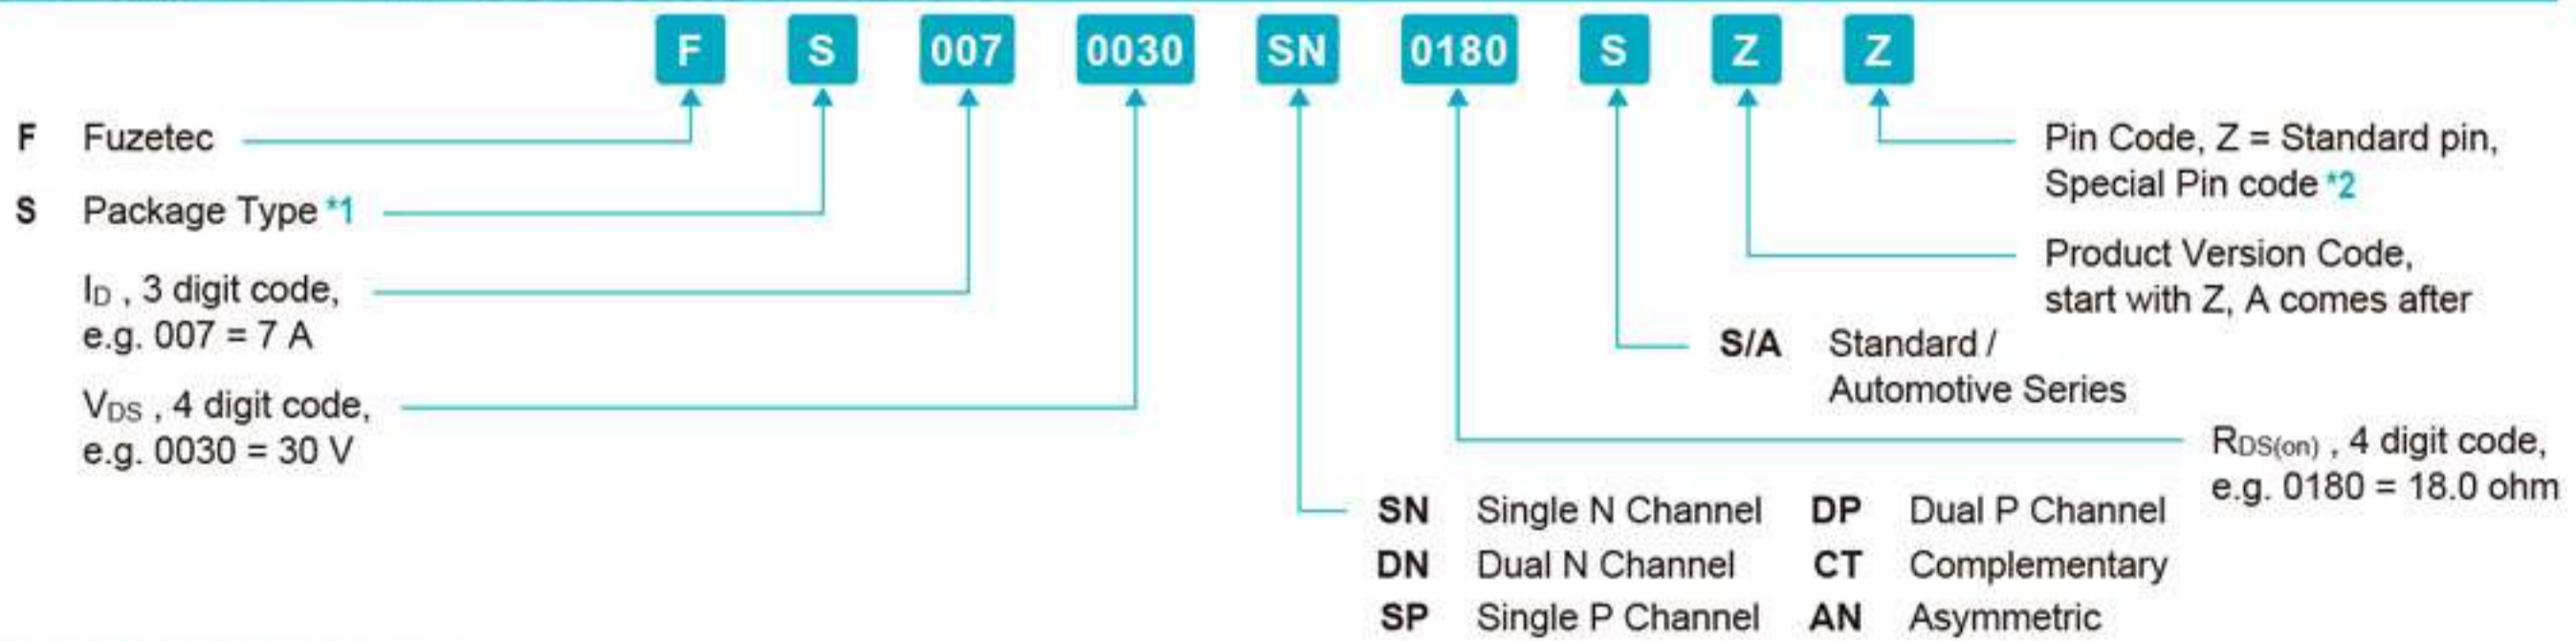 F S 007 0030 SN 0180 S Z Z
F Fuzetec
S Package Type *1
ID , 3 digit code,
e.g. 007 = 7 A
VDS , 4 digit code,
e.g. 0030 = 30 V
Pin Code, Z = Standard pin,
Special Pin code *2
Product Version Code,
start with Z, A comes after
S/A Standard /
Automotive Series
RDS(on) , 4 digit code,
e.g. 0180 = 18.0 ohm
SN Single N Channel DP Dual P Channel
DN Dual N Channel CT Complementary
SP Single P Channel AN Asymmetric